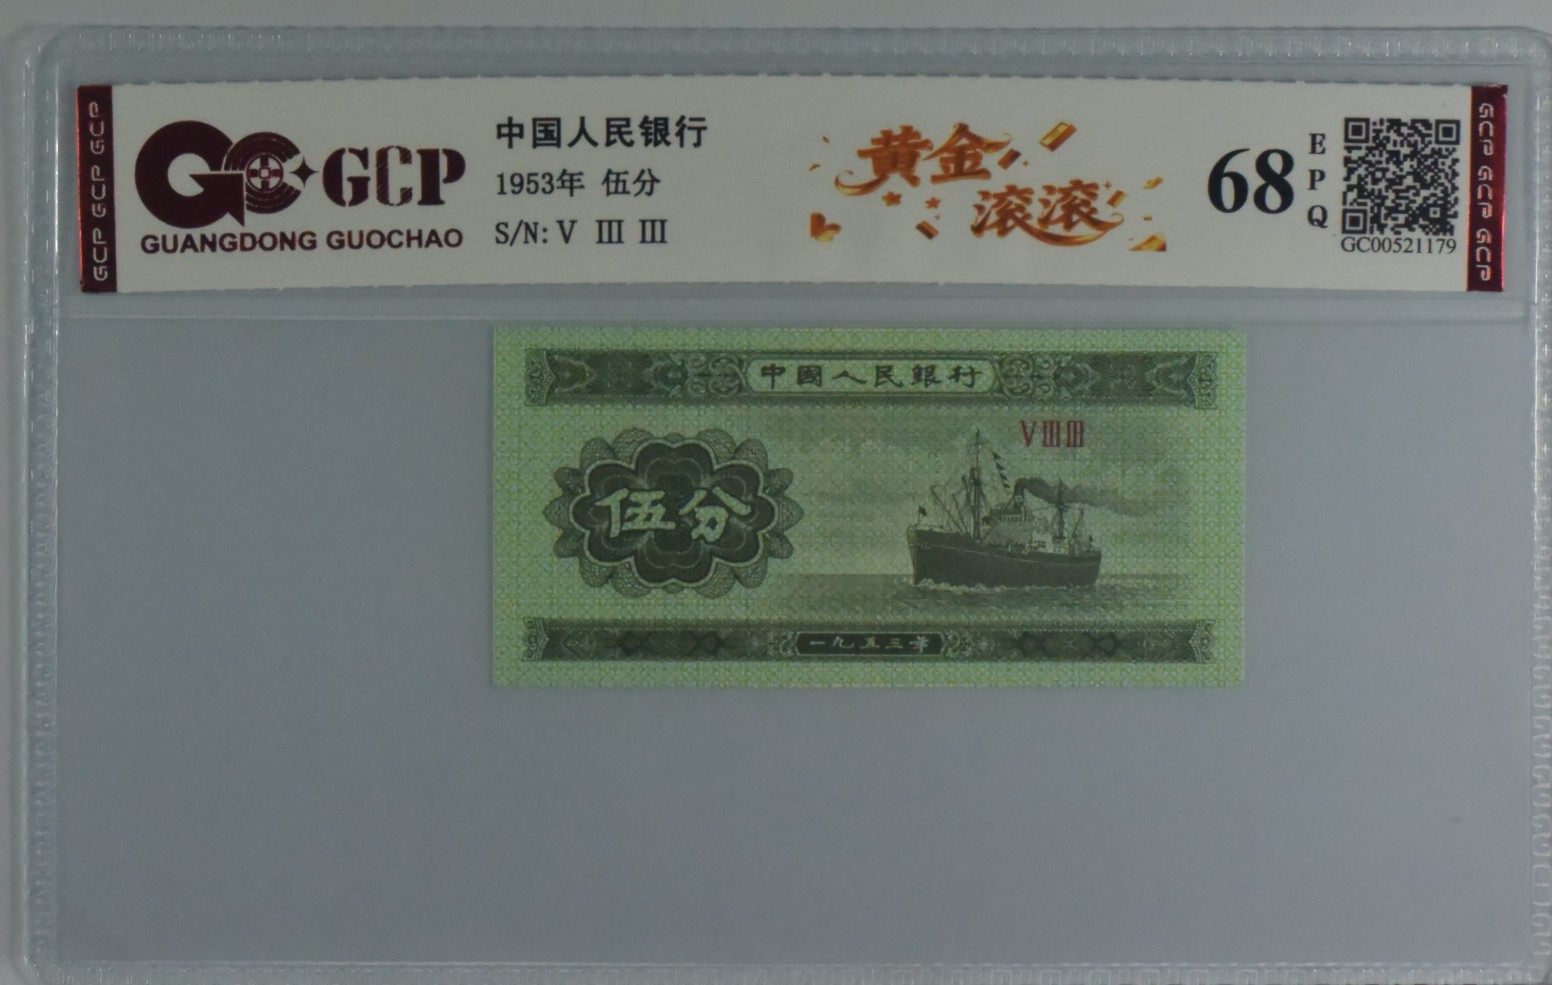 GCP GCP GCP
GCP
GUANGDONG GUOCHAO
中国人民银行
1953年 伍分
S/N: V Ⅲ Ⅲ
黄金
滚滚
68
EPQ
GC00521179
GCP GCP GCP
中國人民銀行
VⅢⅢ
伍分
一九五三年